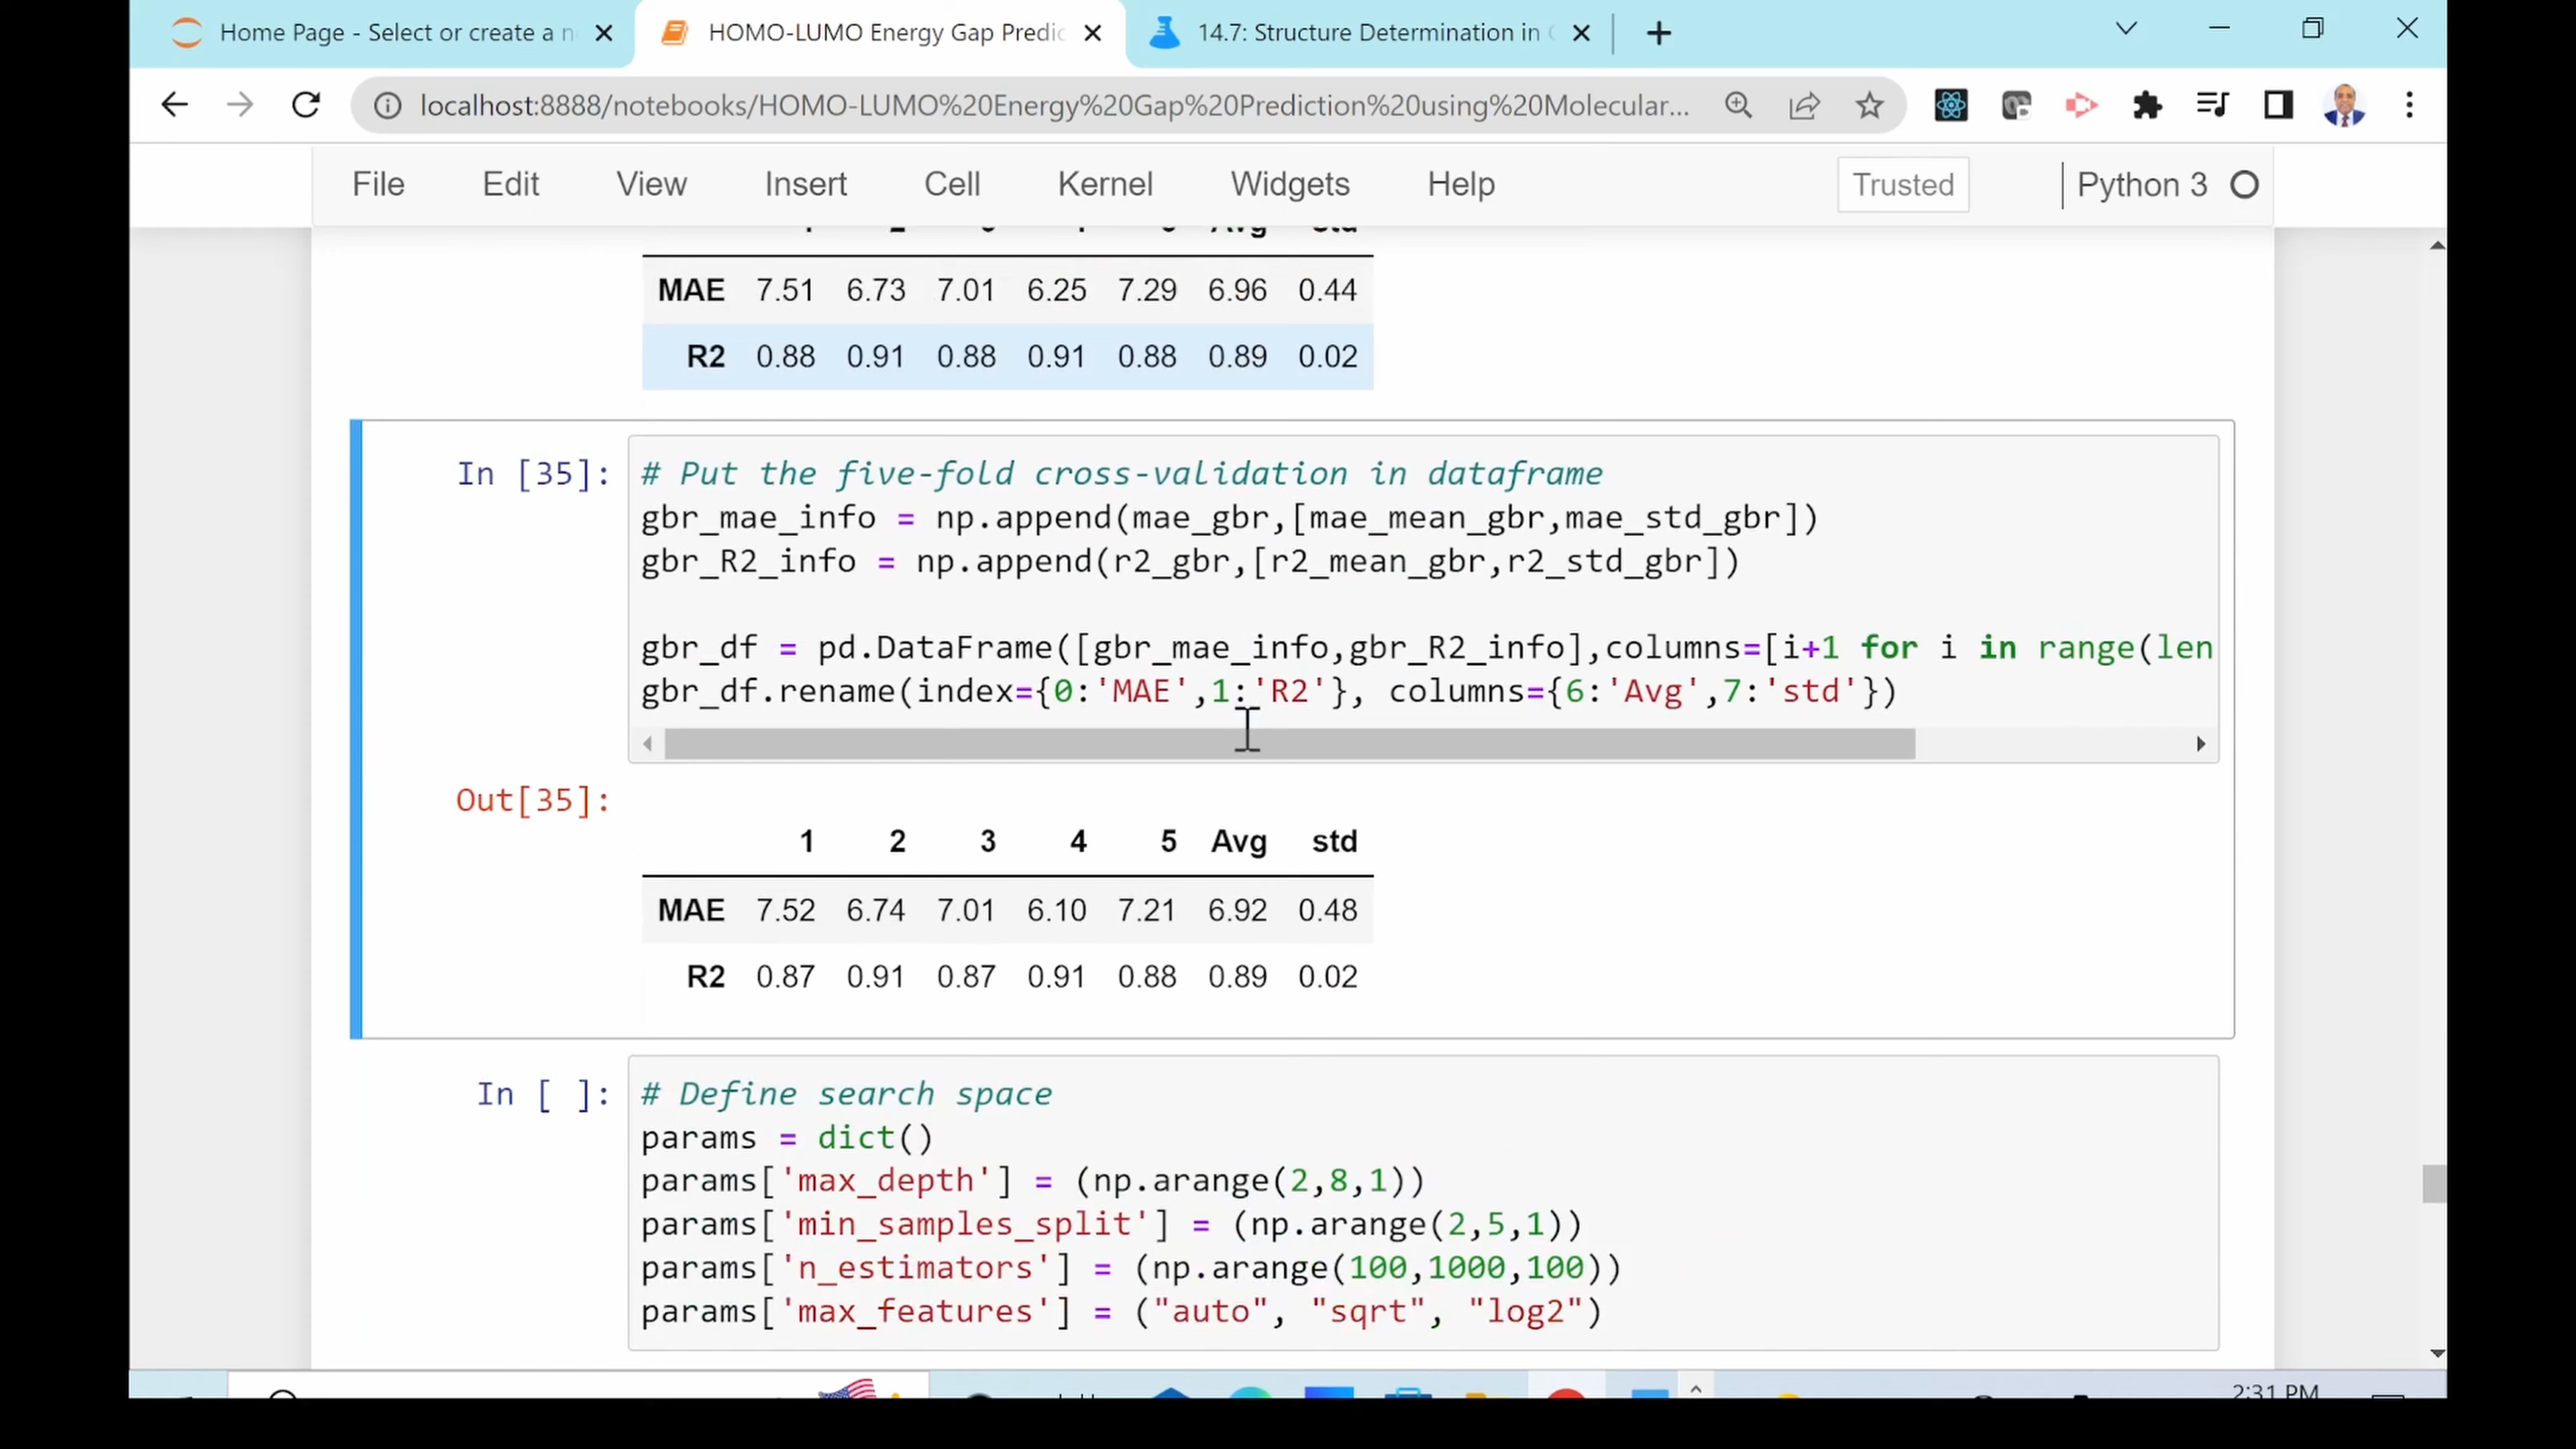 Home Page - Select or create a n
HOMO-LUMO Energy Gap Predic
14.7: Structure Determination in C
localhost:8888/notebooks/HOMO-LUMO%20Energy%20Gap%20Prediction%20using%20Molecular...
File Edit View Insert Cell Kernel Widgets Help Trusted Python 3
Avg std
MAE 7.51 6.73 7.01 6.25 7.29 6.96 0.44
R2 0.88 0.91 0.88 0.91 0.88 0.89 0.02
In [35]:
# Put the five-fold cross-validation in dataframe
gbr_mae_info = np.append(mae_gbr,[mae_mean_gbr,mae_std_gbr])
gbr_R2_info = np.append(r2_gbr,[r2_mean_gbr,r2_std_gbr])
gbr_df = pd.DataFrame([gbr_mae_info,gbr_R2_info],columns=[i+1 for i in range(len
gbr_df.rename(index={0:'MAE',1:'R2'}, columns={6:'Avg',7:'std'})
Out[35]:
1 2 3 4 5 Avg std
MAE 7.52 6.74 7.01 6.10 7.21 6.92 0.48
R2 0.87 0.91 0.87 0.91 0.88 0.89 0.02
In [ ]:
# Define search space
params = dict()
params['max_depth'] = (np.arange(2,8,1))
params['min_samples_split'] = (np.arange(2,5,1))
params['n_estimators'] = (np.arange(100,1000,100))
params['max_features'] = ("auto", "sqrt", "log2")
2:31 PM